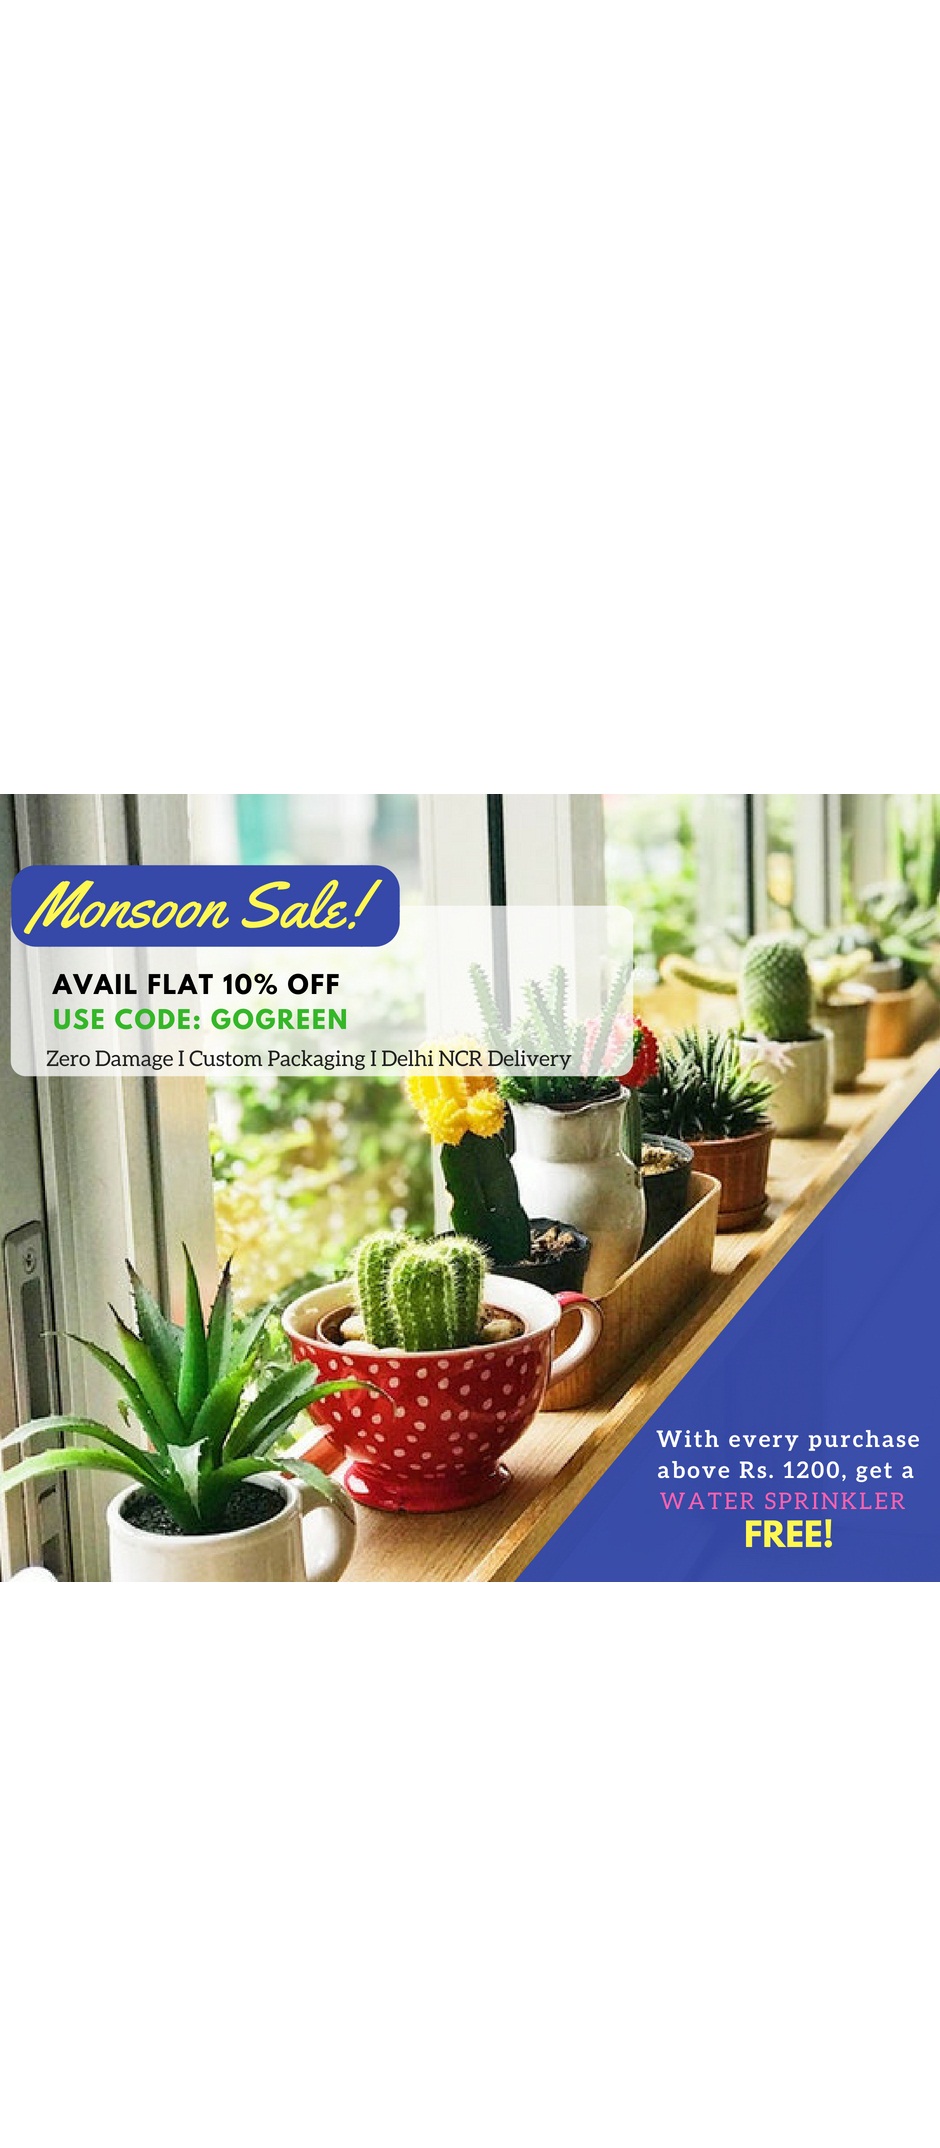 Monsoon Sale!
AVAIL FLAT 10% OFF
USE CODE: GOGREEN
Zero Damage I Custom Packaging I Delhi NCR Delivery
With every purchase
above Rs. 1200, get a
WATER SPRINKLER
FREE!